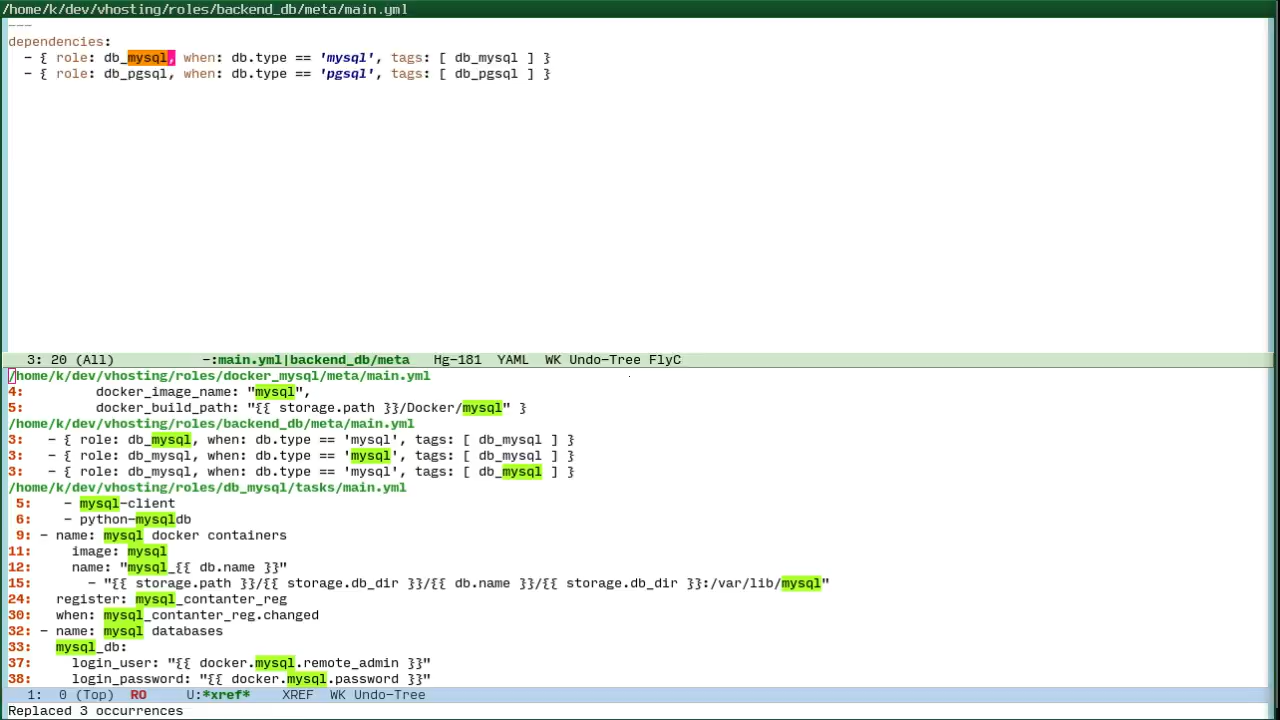 /home/k/dev/vhosting/roles/backend_db/meta/main.yml
---
dependencies:
  - { role: db_mysql, when: db.type == 'mysql', tags: [ db_mysql ] }
  - { role: db_pgsql, when: db.type == 'pgsql', tags: [ db_pgsql ] }
3: 20 (All) -:main.yml|backend_db/meta Hg-181 YAML WK Undo-Tree FlyC
/home/k/dev/vhosting/roles/docker_mysql/meta/main.yml
4:          docker_image_name: "mysql",
5:          docker_build_path: "{{ storage.path }}/Docker/mysql" }
/home/k/dev/vhosting/roles/backend_db/meta/main.yml
3:    - { role: db_mysql, when: db.type == 'mysql', tags: [ db_mysql ] }
3:    - { role: db_mysql, when: db.type == 'mysql', tags: [ db_mysql ] }
3:    - { role: db_mysql, when: db.type == 'mysql', tags: [ db_mysql ] }
/home/k/dev/vhosting/roles/db_mysql/tasks/main.yml
 5:     - mysql-client
 6:     - python-mysqldb
 9: - name: mysql docker containers
11:     image: mysql
12:     name: "mysql_{{ db.name }}"
15:       - "{{ storage.path }}/{{ storage.db_dir }}/{{ db.name }}/{{ storage.db_dir }}:/var/lib/mysql"
24:   register: mysql_contanter_reg
30:   when: mysql_contanter_reg.changed
32: - name: mysql databases
33:   mysql_db:
37:     login_user: "{{ docker.mysql.remote_admin }}"
38:     login_password: "{{ docker.mysql.password }}"
1: 0 (Top) RO U:*xref* XREF WK Undo-Tree
Replaced 3 occurrences